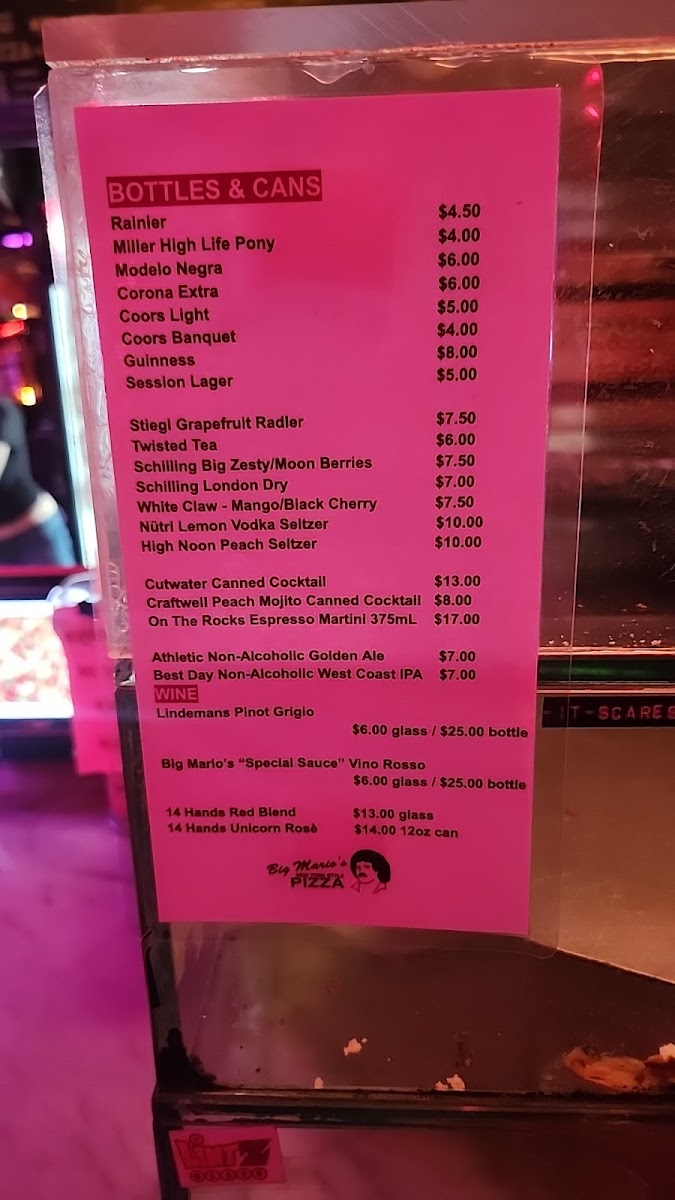 BOTTLES & CANS
Rainier $4.50
Miller High Life Pony $4.00
Modelo Negra $6.00
Corona Extra $6.00
Coors Light $5.00
Coors Banquet $4.00
Guinness $8.00
Session Lager $5.00
Stiegl Grapefruit Radler $7.50
Twisted Tea $6.00
Schilling Big Zesty/Moon Berries $7.50
Schilling London Dry $7.00
White Claw - Mango/Black Cherry $7.50
Nütrl Lemon Vodka Seltzer $10.00
High Noon Peach Seltzer $10.00
Cutwater Canned Cocktail $13.00
Craftwell Peach Mojito Canned Cocktail $8.00
On The Rocks Espresso Martini 375mL $17.00
Athletic Non-Alcoholic Golden Ale $7.00
Best Day Non-Alcoholic West Coast IPA $7.00
WINE
Lindemans Pinot Grigio
$6.00 glass / $25.00 bottle
Big Mario's "Special Sauce" Vino Rosso
$6.00 glass / $25.00 bottle
14 Hands Red Blend $13.00 glass
14 Hands Unicorn Rosè $14.00 12oz can
Big Mario's
NEW YORK STYLE
PIZZA
-IT-SCARES